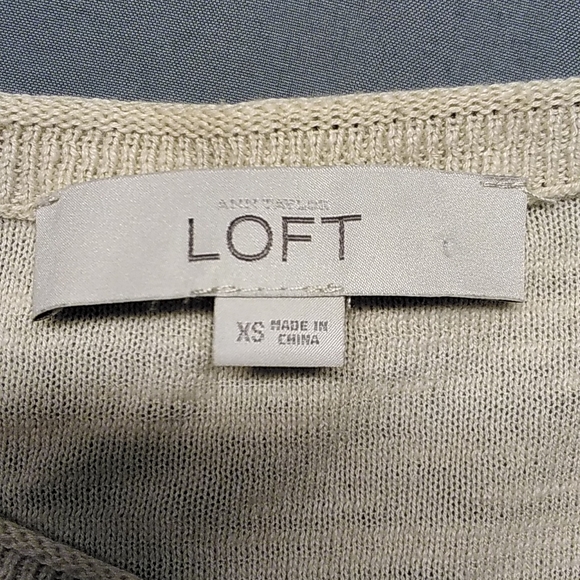 ANN TAYLOR
LOFT
XS MADE IN
CHINA